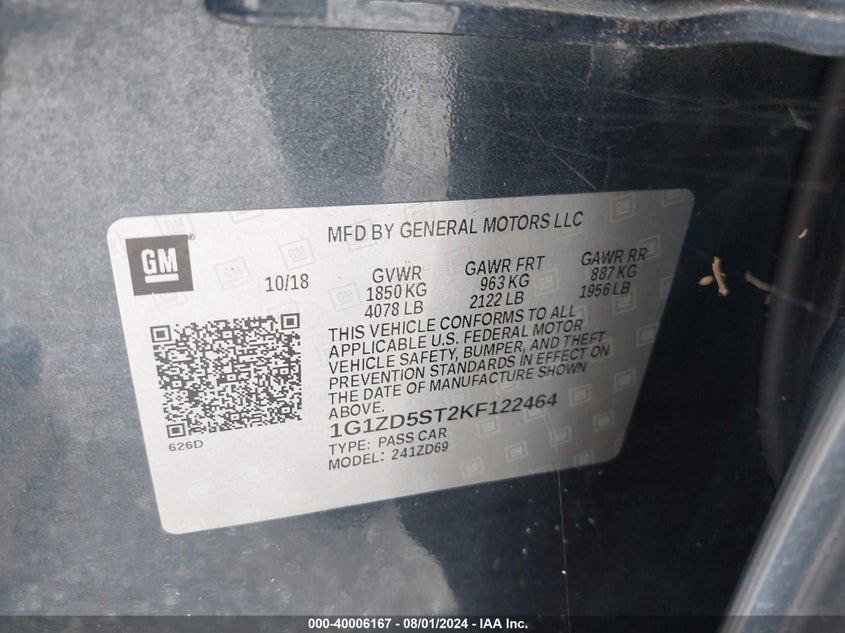 MFD BY GENERAL MOTORS LLC
GM
10/18
GVWR
1850 KG
4078 LB
GAWR FRT
963 KG
2122 LB
GAWR RR
887 KG
1956 LB
THIS VEHICLE CONFORMS TO ALL
APPLICABLE U.S. FEDERAL MOTOR
VEHICLE SAFETY, BUMPER, AND THEFT
PREVENTION STANDARDS IN EFFECT ON
THE DATE OF MANUFACTURE SHOWN
ABOVE.
1G1ZD5ST2KF122464
TYPE: PASS CAR
MODEL: 241ZD69
626D
000-40006167 - 08/01/2024 - IAA Inc.